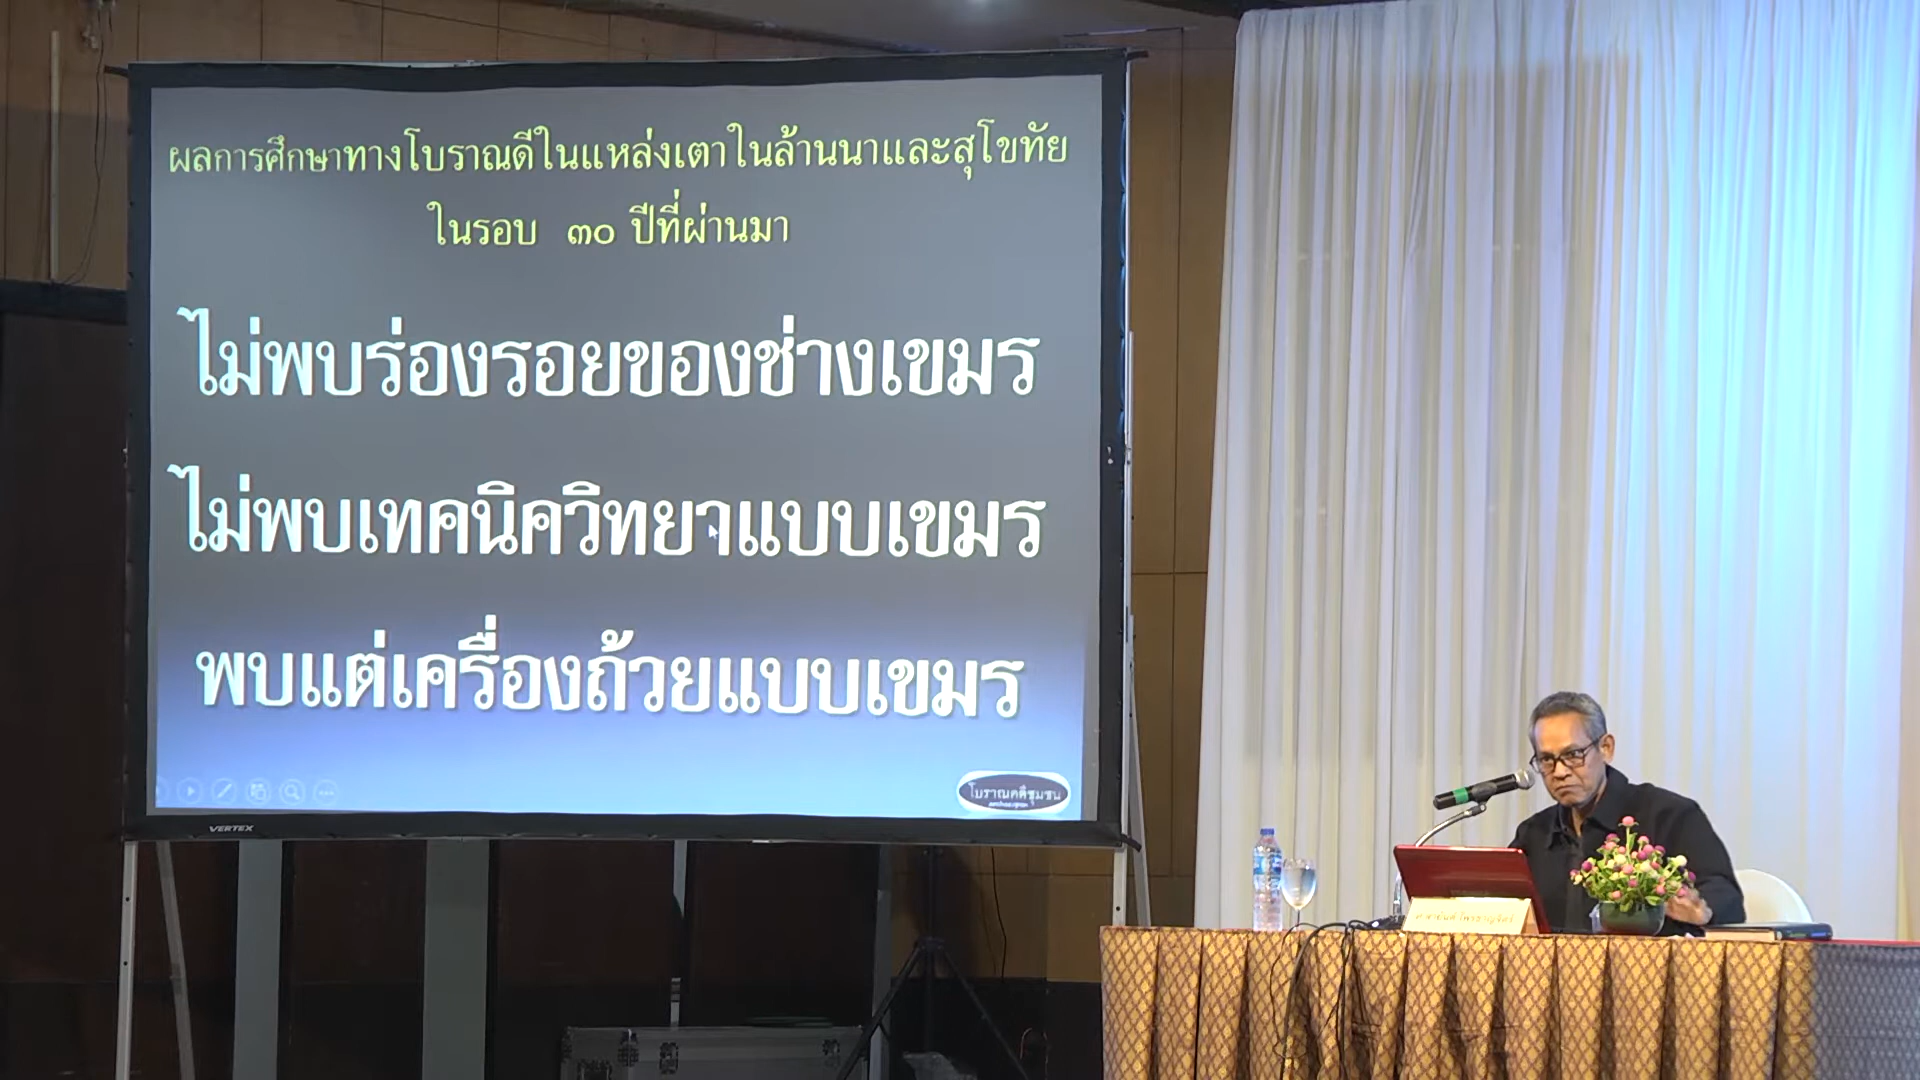 ผลการศึกษาทางโบราณดีในแหล่งเตาในล้านนาและสุโขทัย
ในรอบ ๓๐ ปีที่ผ่านมา
ไม่พบร่องรอยของช่างเขมร
ไม่พบเทคนิควิทยาแบบเขมร
พบแต่เครื่องถ้วยแบบเขมร
โบราณคดีชุมชน
VERTEX